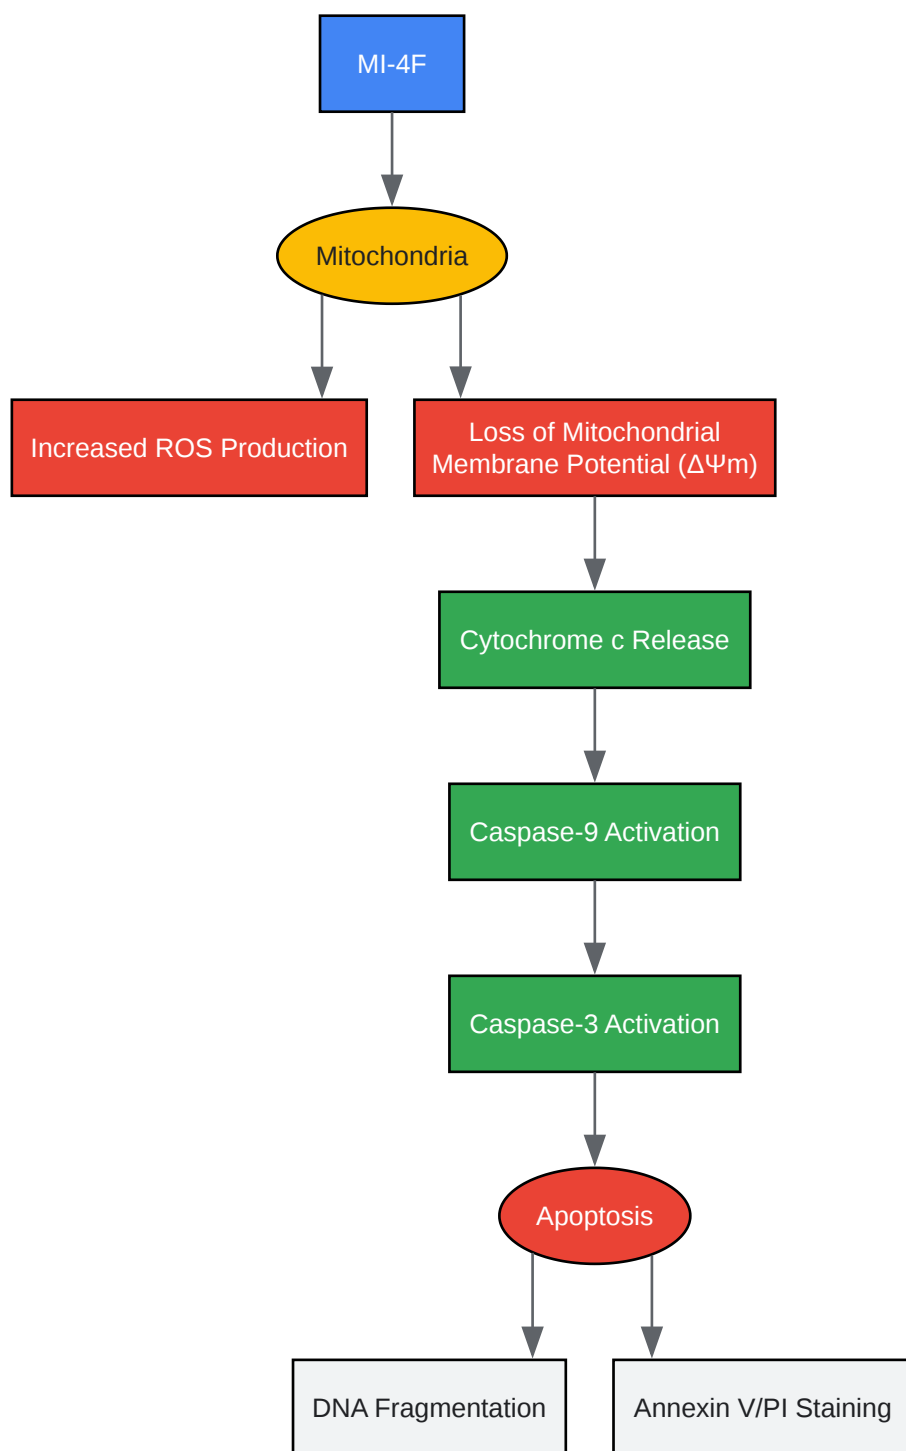 MI-4F
Mitochondria
Increased ROS Production
Loss of Mitochondrial
Membrane Potential (ΔΨm)
Cytochrome c Release
Caspase-9 Activation
Caspase-3 Activation
Apoptosis
DNA Fragmentation
Annexin V/PI Staining